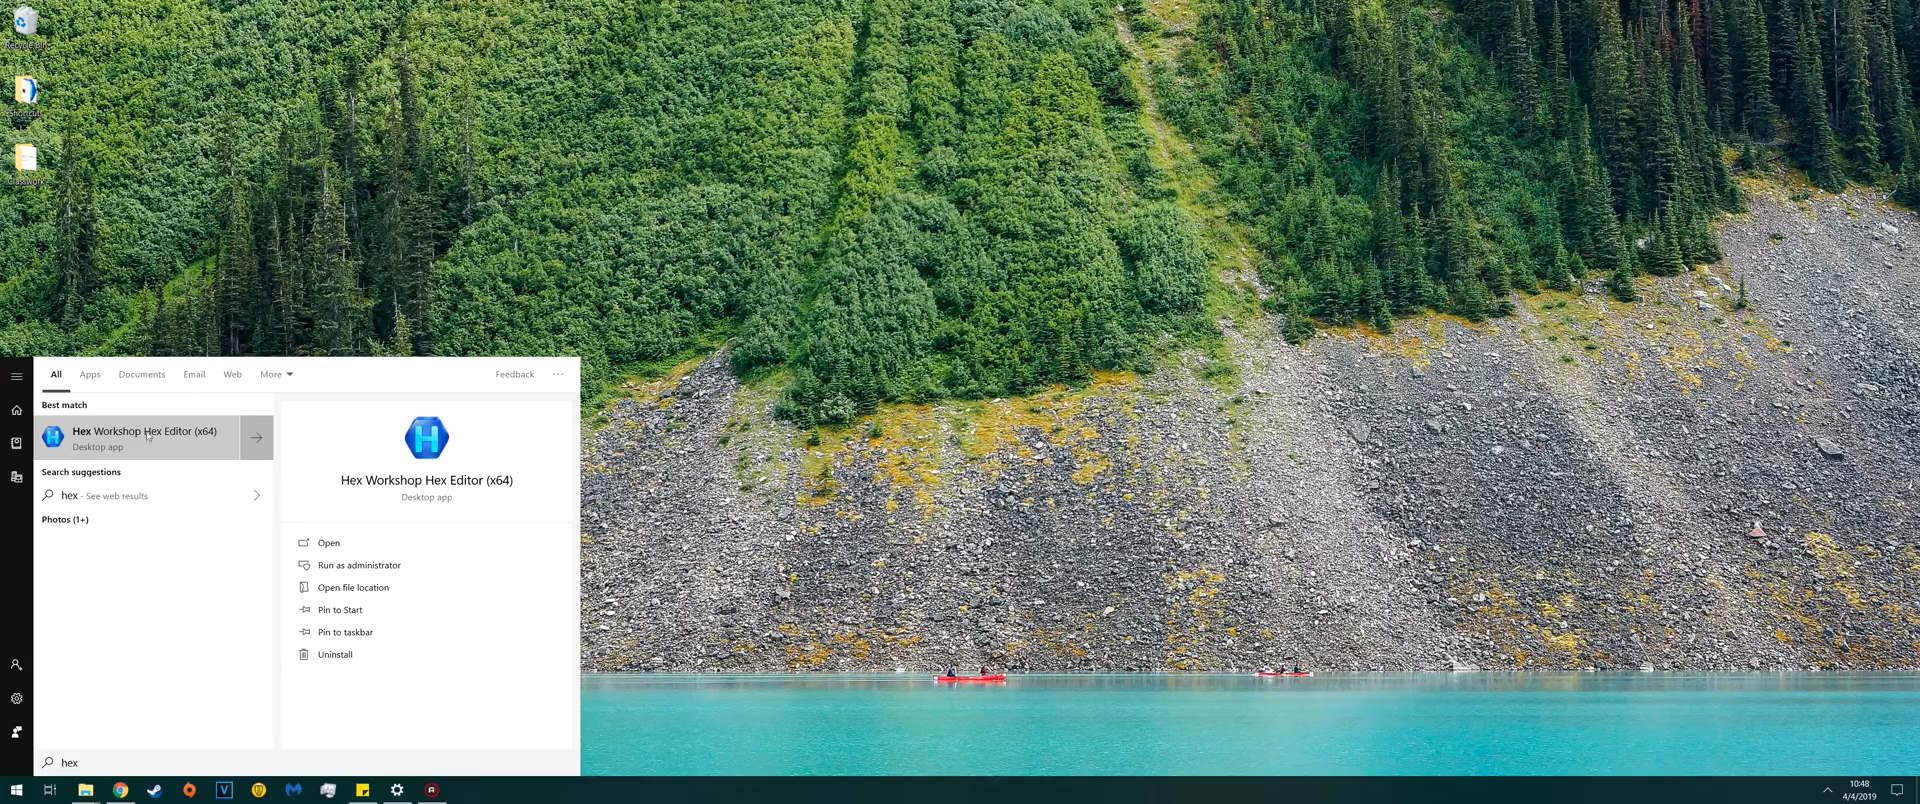 Recycle Bin
Shortcuts
Classwork
All Apps Documents Email Web More Feedback ...
Best match
Hex Workshop Hex Editor (x64)
Desktop app
Search suggestions
hex - See web results
Photos (1+)
Hex Workshop Hex Editor (x64)
Desktop app
Open
Run as administrator
Open file location
Pin to Start
Pin to taskbar
Uninstall
hex
10:48
4/4/2019